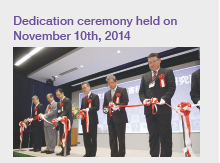 Dedication ceremony held on
November 10th, 2014